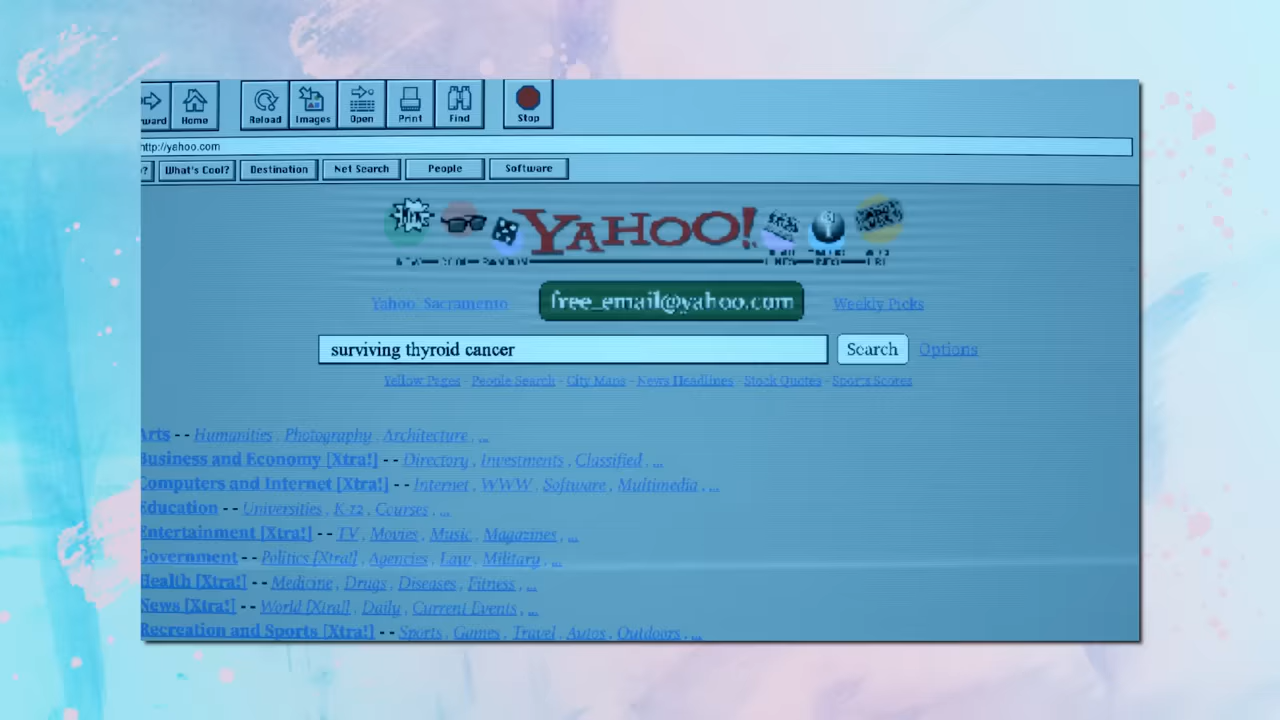 ward Home Reload Images Open Print Find Stop
http://yahoo.com
? What's Cool? Destination Net Search People Software
YAHOO!
Yahoo Sacramento free_email@yahoo.com Weekly Picks
surviving thyroid cancer Search Options
Yellow Pages - People Search - City Maps - News Headlines - Stock Quotes - Sports Scores
Arts -- Humanities, Photography, Architecture, ...
Business and Economy [Xtra!] -- Directory, Investments, Classified, ...
Computers and Internet [Xtra!] -- Internet, WWW, Software, Multimedia, ...
Education -- Universities, K-12, Courses, ...
Entertainment [Xtra!] -- TV, Movies, Music, Magazines, ...
Government -- Politics [Xtra!], Agencies, Law, Military, ...
Health [Xtra!] -- Medicine, Drugs, Diseases, Fitness, ...
News [Xtra!] -- World [Xtra!], Daily, Current Events, ...
Recreation and Sports [Xtra!] -- Sports, Games, Travel, Autos, Outdoors, ...